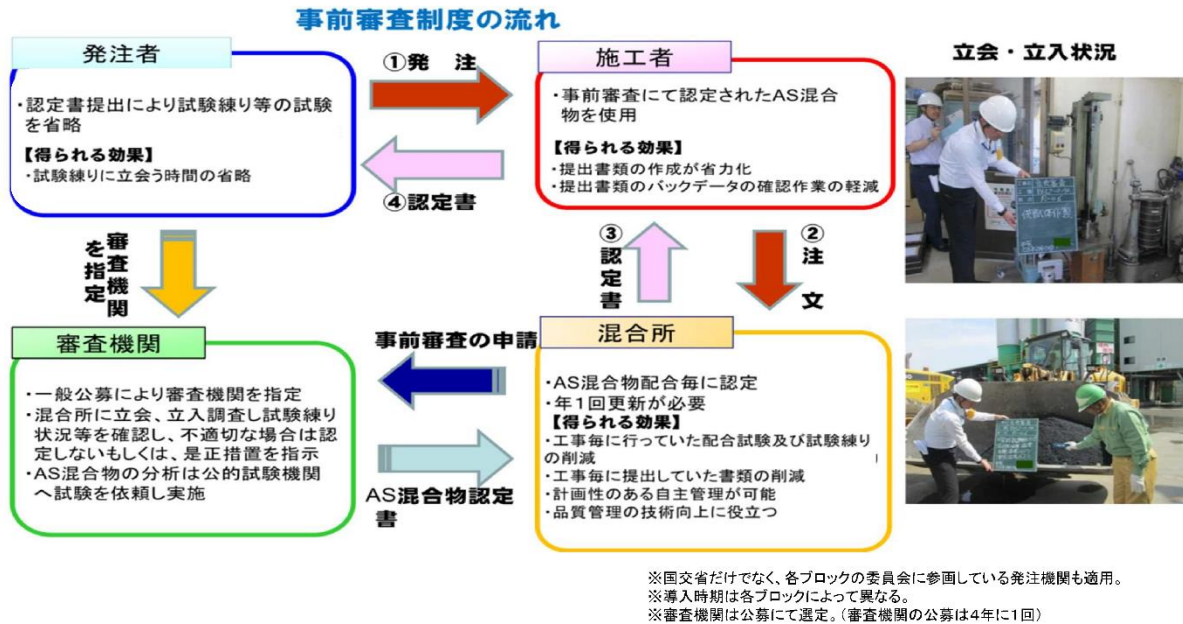 事前審査制度の流れ
発注者
・認定書提出により試験練り等の試験
を省略
【得られる効果】
・試験練りに立会う時間の省略
①発　注
④認定書
施工者
・事前審査にて認定されたAS混合
物を使用
【得られる効果】
・提出書類の作成が省力化
・提出書類のバックデータの確認作業の軽減
立会・立入状況
審査機関
を指定
③認定書
②注　文
審査機関
・一般公募により審査機関を指定
・混合所に立会、立入調査し試験練り
状況等を確認し、不適切な場合は認
定しないもしくは、是正措置を指示
・AS混合物の分析は公的試験機関
へ試験を依頼し実施
事前審査の申請
AS混合物認定
書
混合所
・AS混合物配合毎に認定
・年1回更新が必要
【得られる効果】
・工事毎に行っていた配合試験及び試験練り
の削減
・工事毎に提出していた書類の削減
・計画性のある自主管理が可能
・品質管理の技術向上に役立つ
※国交省だけでなく、各ブロックの委員会に参画している発注機関も適用。
※導入時期は各ブロックによって異なる。
※審査機関は公募にて選定。（審査機関の公募は4年に1回）